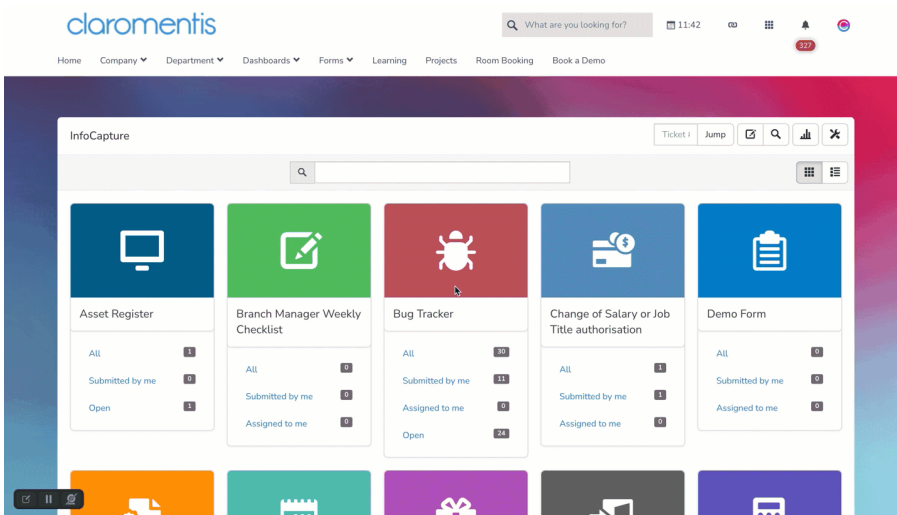 claromentis
What are you looking for?
11:42
327
Home Company Department Dashboards Forms Learning Projects Room Booking Book a Demo
InfoCapture
Ticket Jump
Asset Register
All 1
Submitted by me 0
Open 1
Branch Manager Weekly
Checklist
All 0
Submitted by me 0
Assigned to me 0
Bug Tracker
All 30
Submitted by me 11
Assigned to me 0
Open 24
Change of Salary or Job
Title authorisation
All 1
Submitted by me 1
Assigned to me 0
Demo Form
All 0
Submitted by me 0
Assigned to me 0